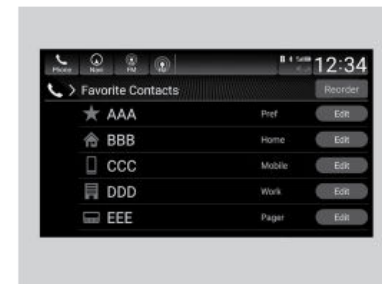 Phone Navi FM 12:34
Favorite Contacts Reorder
AAA Pref Edit
BBB Home Edit
CCC Mobile Edit
DDD Work Edit
EEE Pager Edit